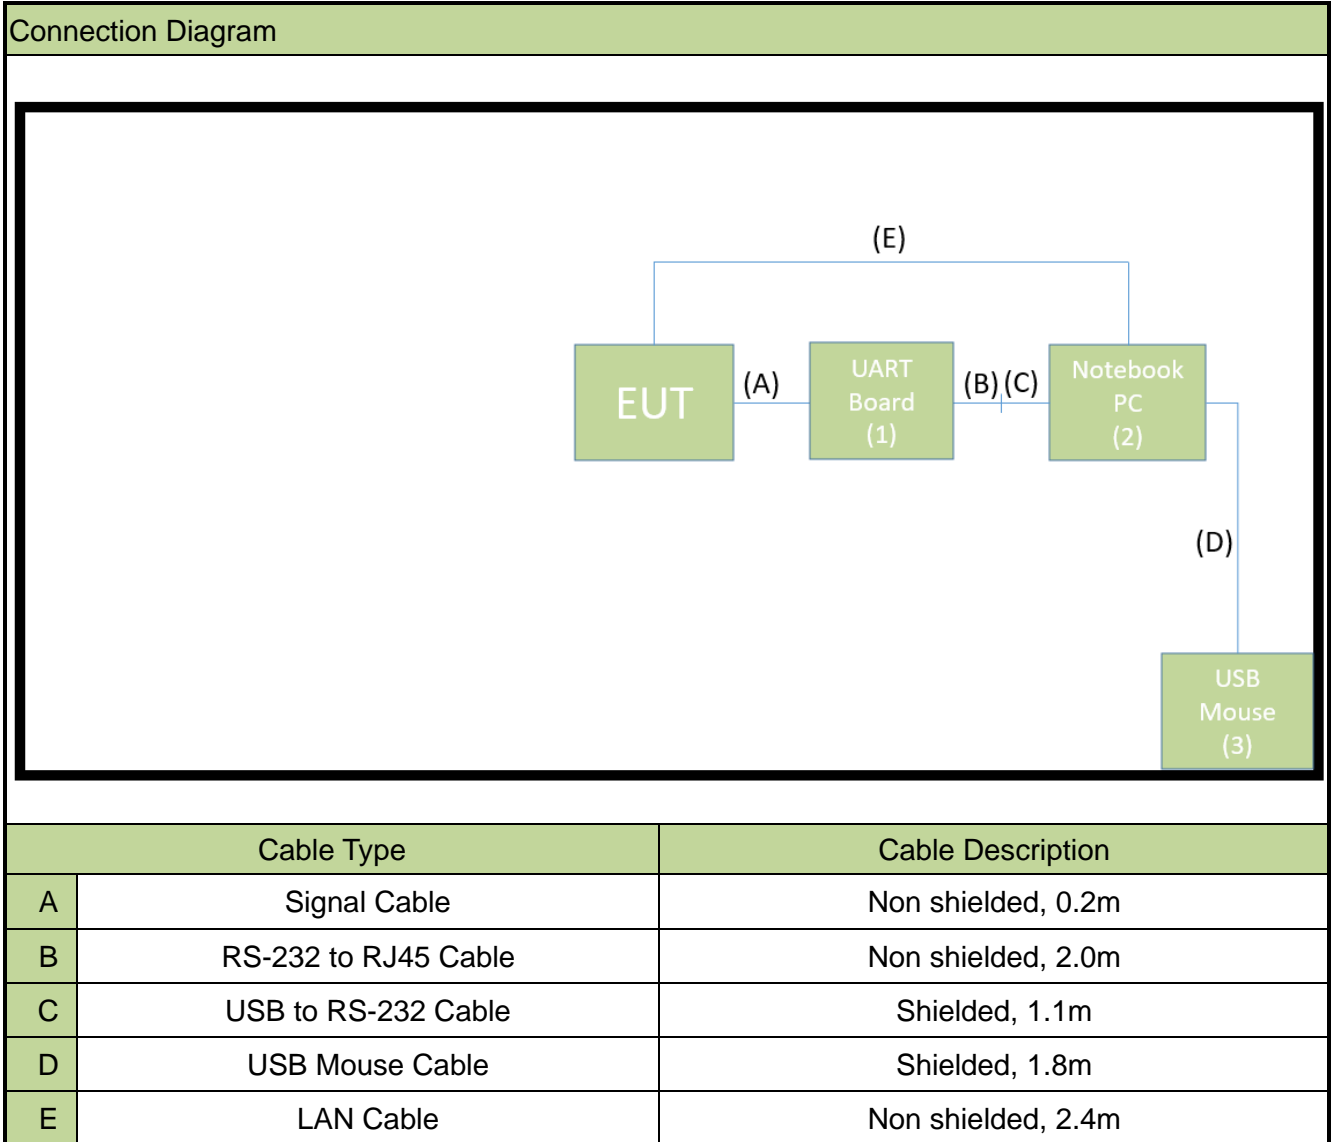 Connection Diagram
(E)
EUT
(A)
UART
Board
(1)
(B)
(C)
Notebook
PC
(2)
(D)
USB
Mouse
(3)
Cable Type Cable Description
A Signal Cable Non shielded, 0.2m
B RS-232 to RJ45 Cable Non shielded, 2.0m
C USB to RS-232 Cable Shielded, 1.1m
D USB Mouse Cable Shielded, 1.8m
E LAN Cable Non shielded, 2.4m